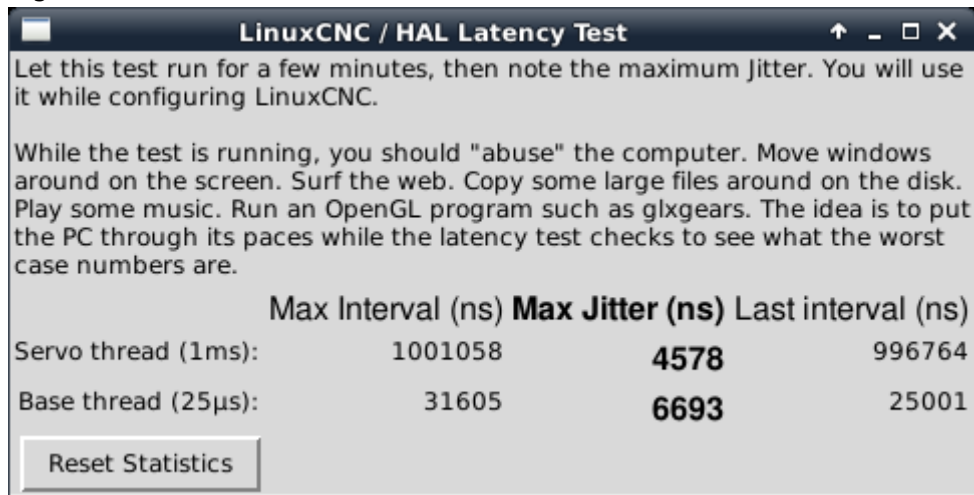 LinuxCNC / HAL Latency Test
Let this test run for a few minutes, then note the maximum Jitter. You will use
it while configuring LinuxCNC.
While the test is running, you should "abuse" the computer. Move windows
around on the screen. Surf the web. Copy some large files around on the disk.
Play some music. Run an OpenGL program such as glxgears. The idea is to put
the PC through its paces while the latency test checks to see what the worst
case numbers are.
Max Interval (ns) Max Jitter (ns) Last interval (ns)
Servo thread (1ms): 1001058 4578 996764
Base thread (25µs): 31605 6693 25001
Reset Statistics